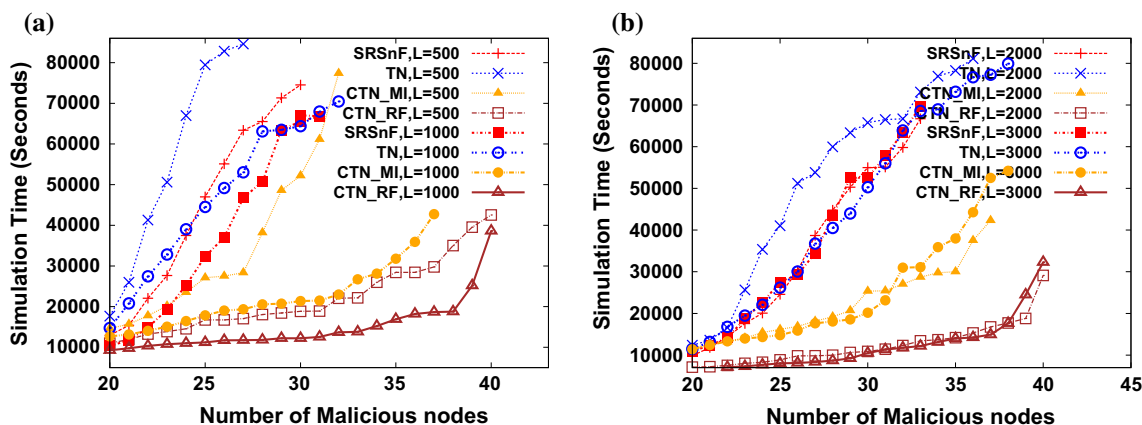 (a)
80000
70000
60000
50000
40000
30000
20000
10000
Simulation Time (Seconds)
SRSnF,L=500
TN,L=500
CTN_MI,L=500
CTN_RF,L=500
SRSnF,L=1000
TN,L=1000
CTN_MI,L=1000
CTN_RF,L=1000
20 25 30 35 40
Number of Malicious nodes
(b)
80000
70000
60000
50000
40000
30000
20000
10000
Simulation Time (Seconds)
SRSnF,L=2000
TN,L=2000
CTN_MI,L=2000
CTN_RF,L=2000
SRSnF,L=3000
TN,L=3000
CTN_MI,L=3000
CTN_RF,L=3000
20 25 30 35 40 45
Number of Malicious nodes